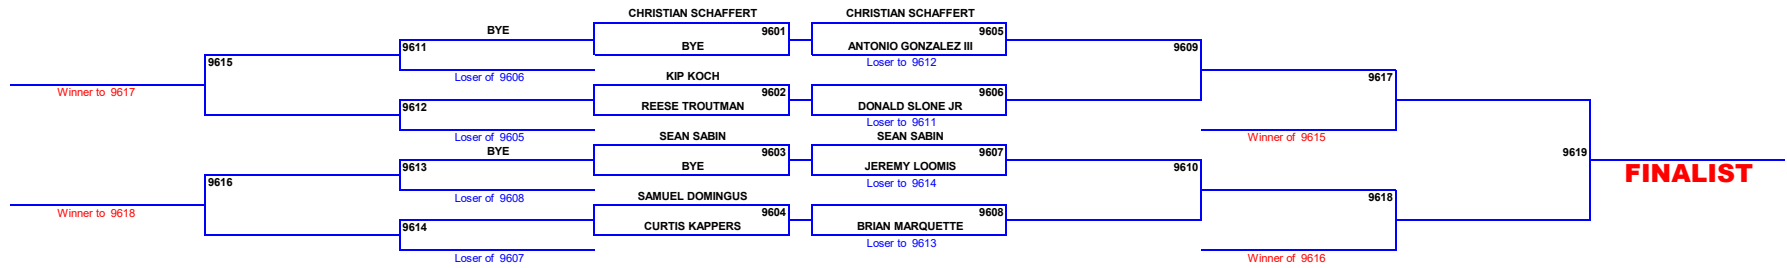 CHRISTIAN SCHAFFERT CHRISTIAN SCHAFFERT
BYE 9601 9605
9611 BYE ANTONIO GONZALEZ III 9609
9615 Loser to 9612
Loser of 9606 KIP KOCH 9617
Winner to 9617 9602 9606
9612 REESE TROUTMAN DONALD SLONE JR
Loser to 9611
Loser of 9605 SEAN SABIN SEAN SABIN Winner of 9615
BYE 9603 9607 9619
9613 BYE JEREMY LOOMIS 9610
FINALIST
9616 Loser to 9614
Loser of 9608 SAMUEL DOMINGUS 9618
Winner to 9618 9604 9608
9614 CURTIS KAPPERS BRIAN MARQUETTE
Loser to 9613
Loser of 9607 Winner of 9616